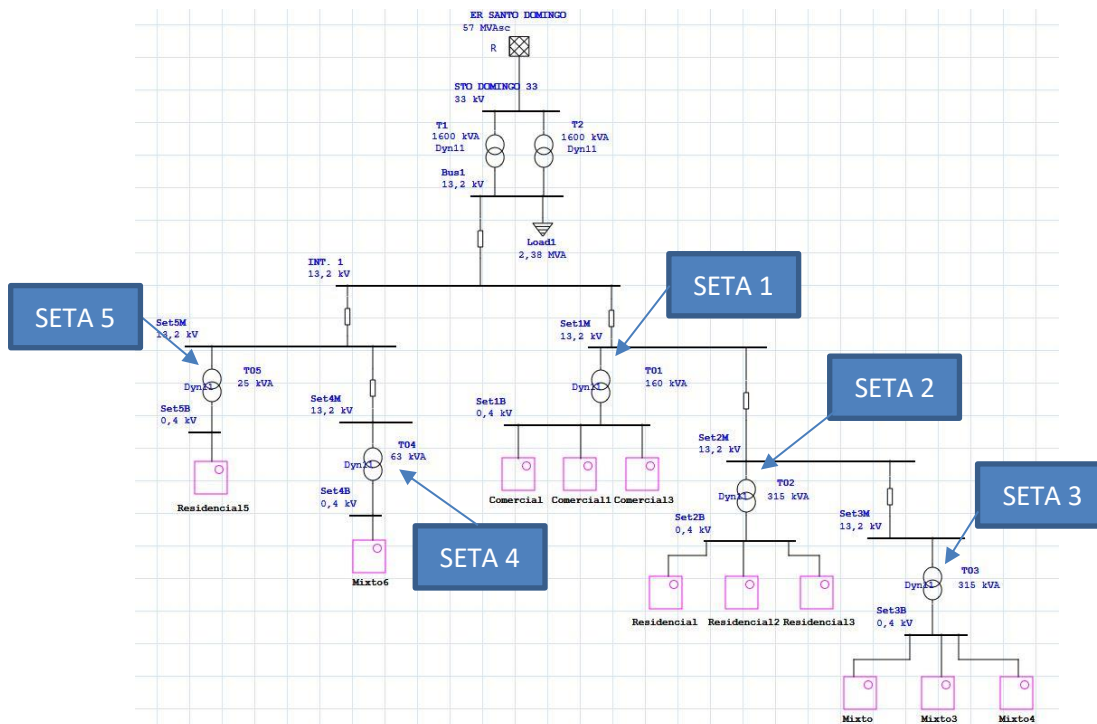 ER SANTO DOMINGO
57 MVAsc
R
STO DOMINGO 33
33 kV
T1
1600 kVA
Dyn11
T2
1600 kVA
Dyn11
Bus1
13,2 kV
Load1
2,38 MVA
INT. 1
13,2 kV
SETA 5
SETA 1
Set5M
13,2 kV
Set1M
13,2 kV
T05
25 kVA
Dyn11
T01
160 kVA
Dyn11
SETA 2
Set5B
0,4 kV
Set4M
13,2 kV
Set1B
0,4 kV
Residencial5
T04
63 kVA
Dyn11
Set4B
0,4 kV
SETA 4
Mixto6
Comercial
Comercial1
Comercial3
Set2M
13,2 kV
T02
315 kVA
Dyn11
Set2B
0,4 kV
SETA 3
Set3M
13,2 kV
T03
315 kVA
Dyn11
Set3B
0,4 kV
Residencial
Residencial2
Residencial3
Mixto
Mixto3
Mixto4